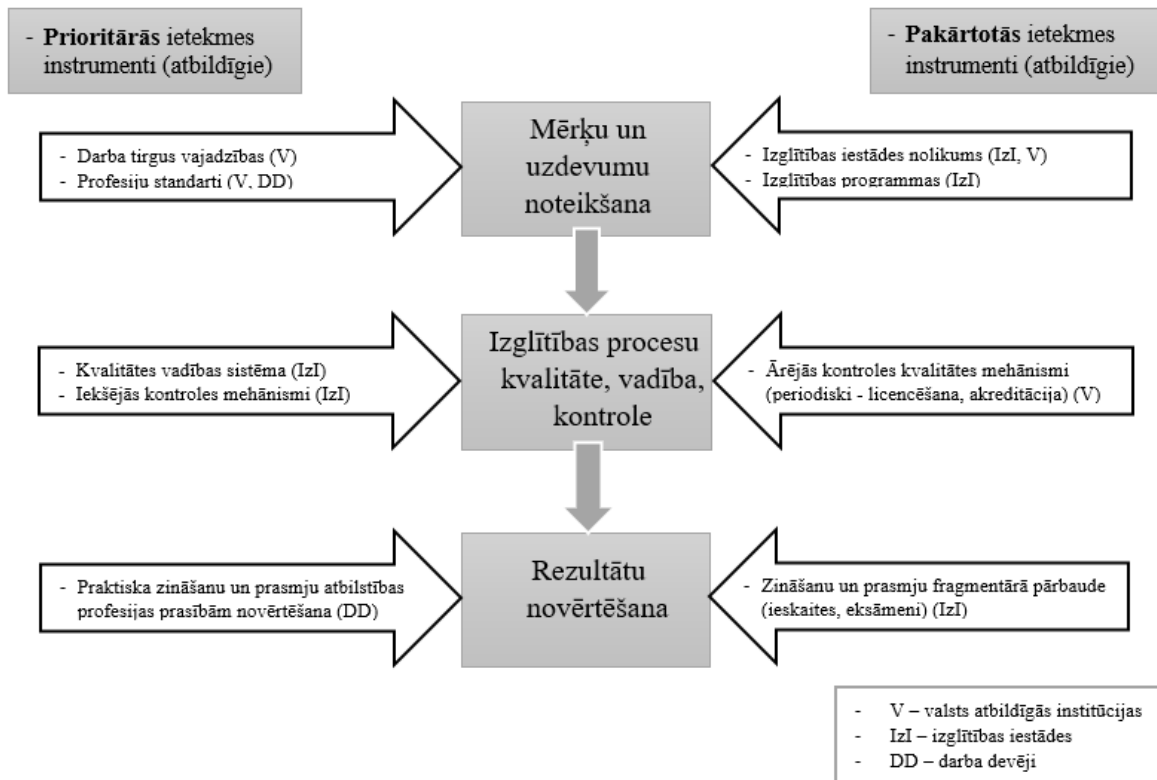 - Prioritārās ietekmes
instrumenti (atbildīgie)
- Pakārtotās ietekmes
instrumenti (atbildīgie)
- Darba tirgus vajadzības (V)
- Profesiju standarti (V, DD)
Mērķu un
uzdevumu
noteikšana
- Izglītības iestādes nolikums (IzI, V)
- Izglītības programmas (IzI)
- Kvalitātes vadības sistēma (IzI)
- Iekšējās kontroles mehānismi (IzI)
Izglītības procesu
kvalitāte, vadība,
kontrole
- Ārējās kontroles kvalitātes mehānismi
(periodiski - licencēšana, akreditācija) (V)
- Praktiska zināšanu un prasmju atbilstības
profesijas prasībām novērtēšana (DD)
Rezultātu
novērtēšana
- Zināšanu un prasmju fragmentārā pārbaude
(ieskaites, eksāmeni) (IzI)
- V – valsts atbildīgās institūcijas
- IzI – izglītības iestādes
- DD – darba devēji